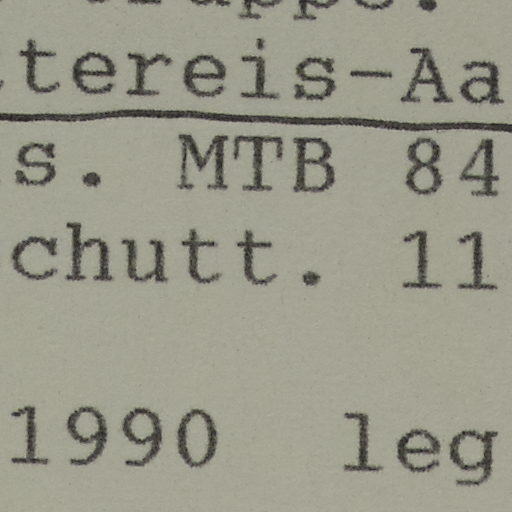 tereis-Aa
s. MTB 84
chutt. 11
1990 leg